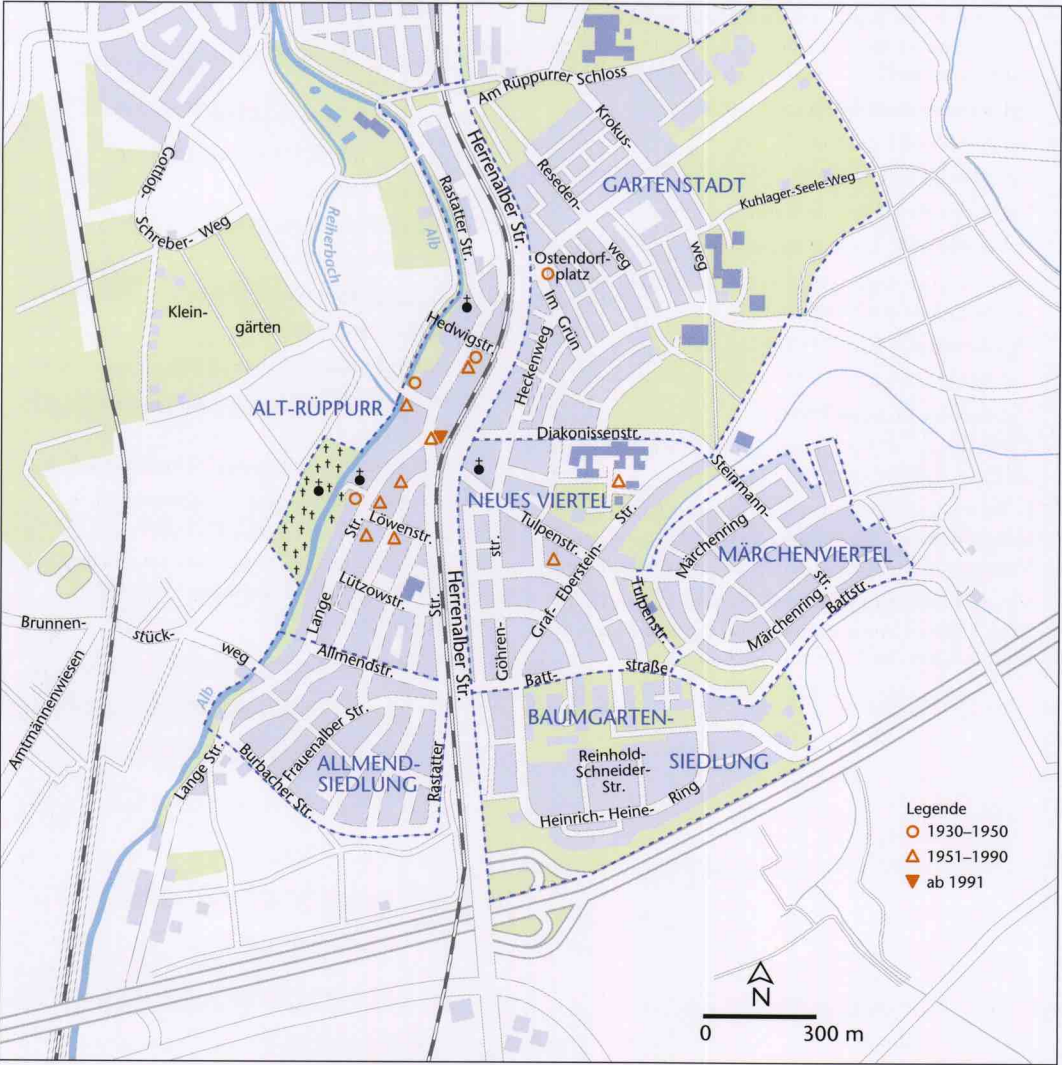 Am Rüppurrer Schloss
Krokus-
weg
Reseden-
weg
GARTENSTADT
Kuhlager-Seele-Weg
Herrenalber Str.
Rastatter Str.
Alb
Reiherbach
Gottlob-
Schreber- Weg
Klein-
gärten
Ostendorf-
platz
Im Grün
Heckenweg
Hedwigstr.
ALT-RÜPPURR
Diakonissenstr.
Steinmann-
str.
NEUES VIERTEL
Tulpenstr.
Märchenring
MÄRCHENVIERTEL
Löwenstr.
Lange
Str.
Lützowstr.
Str.
Herrenalber Str.
Göhren-
str.
Graf- Eberstein-
Str.
Tulpenstr.
Märchenring
Battstr.
Brunnen-
stück-
weg
Allmendstr.
Batt-
straße
Amtmännenwiesen
Alb
Lange Str.
Burbacher Str.
Frauenalber Str.
ALLMEND-
SIEDLUNG
Rastatter
BAUMGARTEN-
SIEDLUNG
Reinhold-
Schneider-
Str.
Heinrich- Heine- Ring
Legende
1930–1950
1951–1990
ab 1991
N
0 300 m